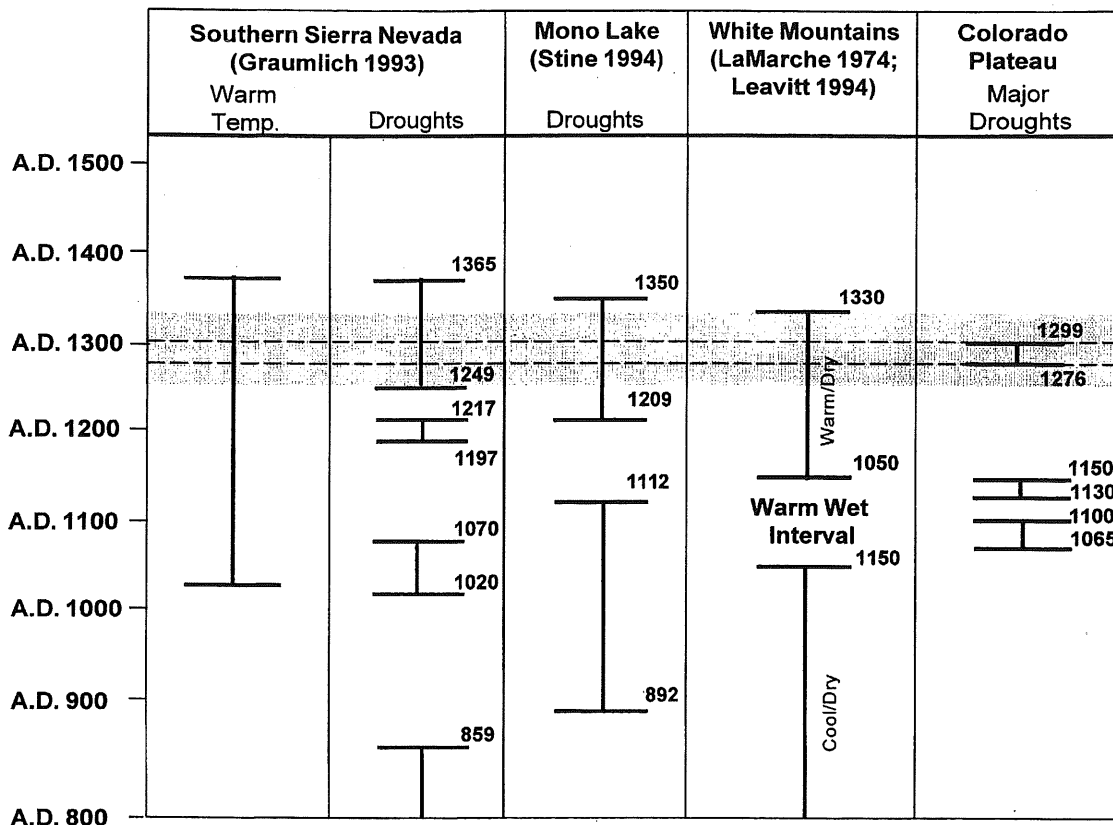 Southern Sierra Nevada
(Graumlich 1993)
Warm
Temp.
Droughts
Mono Lake
(Stine 1994)
Droughts
White Mountains
(LaMarche 1974;
Leavitt 1994)
Colorado
Plateau
Major
Droughts
A.D. 1500
A.D. 1400
A.D. 1300
A.D. 1200
A.D. 1100
A.D. 1000
A.D. 900
A.D. 800
1365
1249
1217
1197
1070
1020
859
1350
1209
1112
892
1330
Warm/Dry
1050
Warm Wet
Interval
1150
Cool/Dry
1299
1276
1150
1130
1100
1065